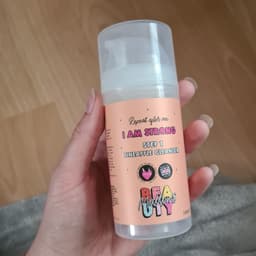 Repeat after me
I AM STRONG
STEP 1
PINEAPPLE CLEANSER
BEA
UTY